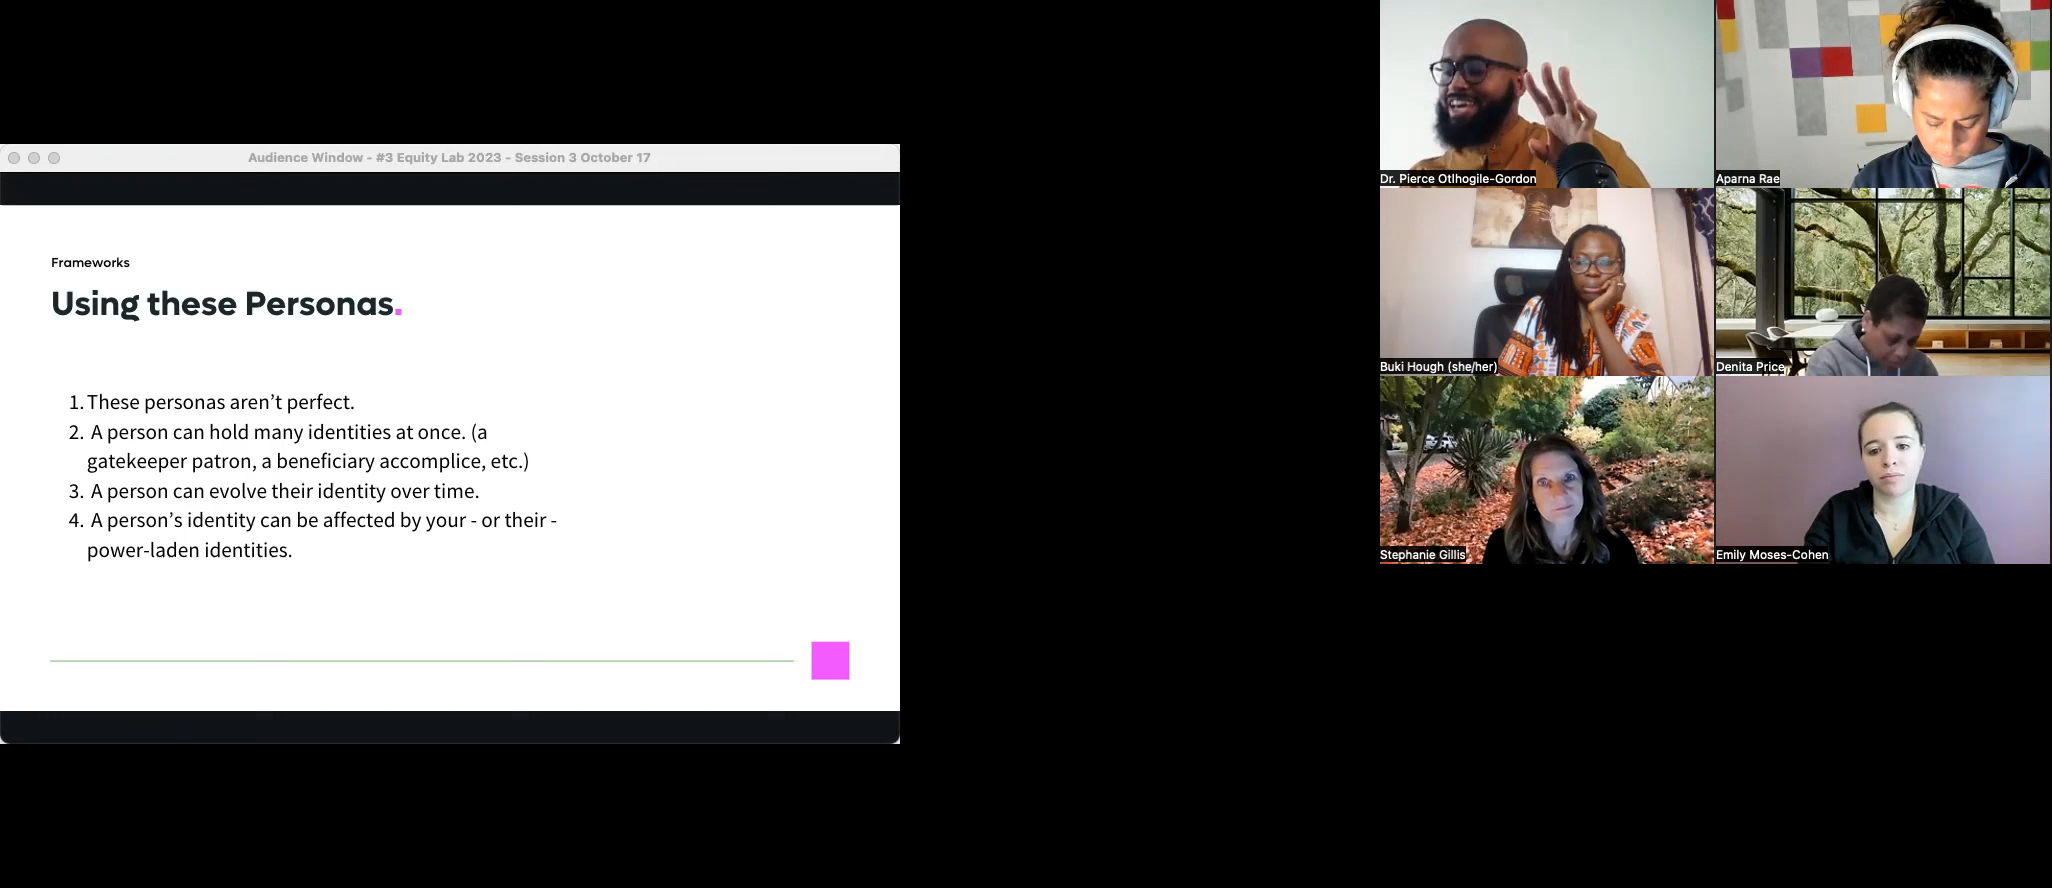 Audience Window - #3 Equity Lab 2023 - Session 3 October 17
Frameworks
Using these Personas.
1. These personas aren’t perfect.
2. A person can hold many identities at once. (a
gatekeeper patron, a beneficiary accomplice, etc.)
3. A person can evolve their identity over time.
4. A person’s identity can be affected by your - or their -
power-laden identities.
Dr. Pierce Otlhogile-Gordon
Aparna Rae
Buki Hough (she/her)
Denita Price
Stephanie Gillis
Emily Moses-Cohen